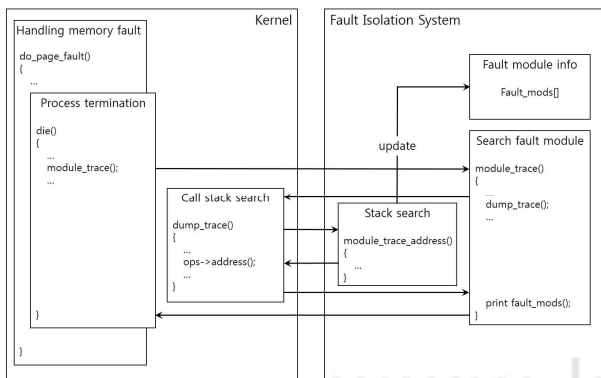 Kernel
Handling memory fault
do_page_fault()
{
...
Process termination
die()
{
...
module_trace();
...
}
}
Call stack search
dump_trace()
{
...
ops->address();
...
}
Fault Isolation System
Fault module info
Fault_mods[]
update
Search fault module
module_trace()
{
...
dump_trace();
...
print fault_mods();
}
Stack search
module_trace_address()
{
...
}